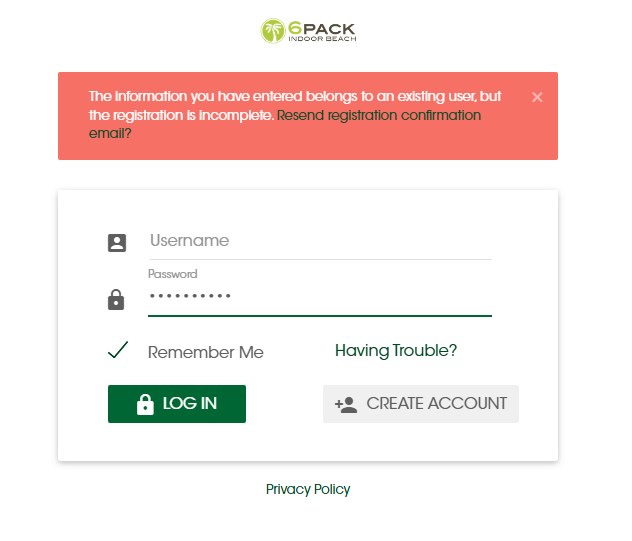 6PACK
INDOOR BEACH
The information you have entered belongs to an existing user, but
the registration is incomplete. Resend registration confirmation
email?
×
Username
Password
••••••••••
Remember Me
Having Trouble?
LOG IN
CREATE ACCOUNT
Privacy Policy